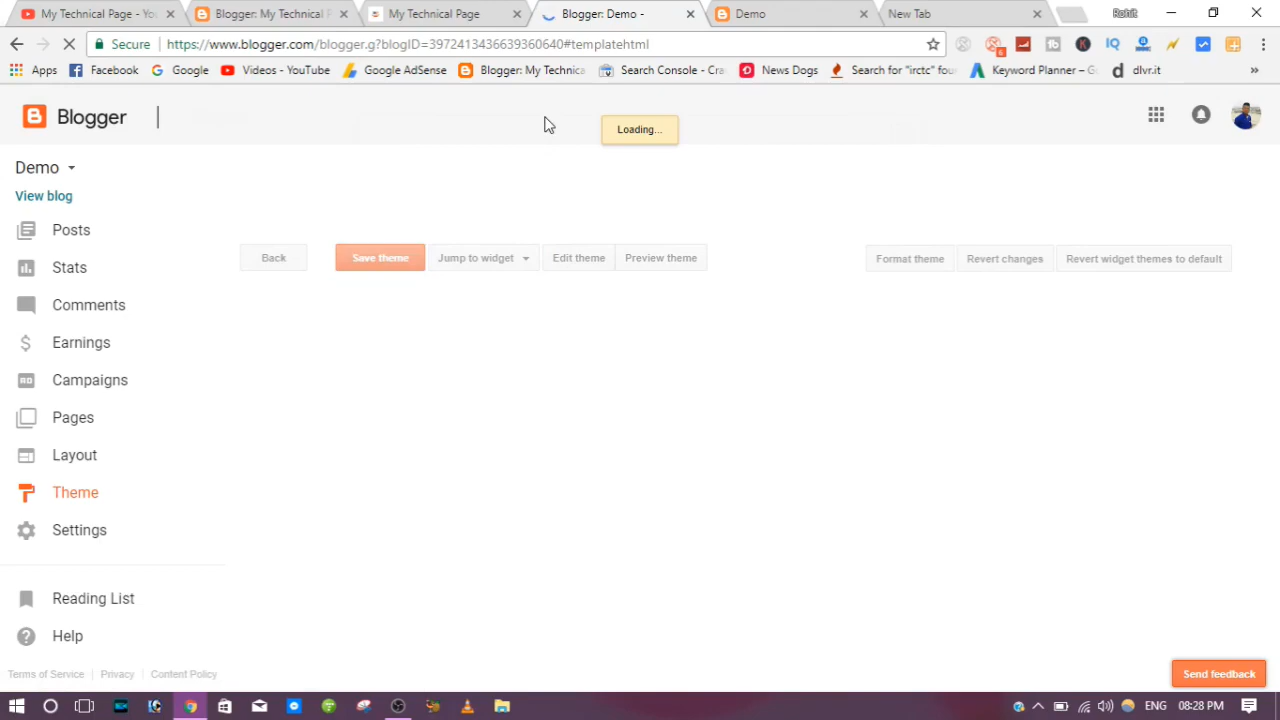 My Technical Page - Yo
Blogger: My Technical P
My Technical Page
Blogger: Demo -
Demo
New Tab
Rohit
Secure
https://www.blogger.com/blogger.g?blogID=3972413436639360640#templatehtml
Apps
Facebook
Google
Videos - YouTube
Google AdSense
Blogger: My Technica
Search Console - Cra
News Dogs
Search for "irctc" fou
Keyword Planner – G
dlvr.it
Blogger
Loading...
Demo
View blog
Posts
Stats
Comments
Earnings
Campaigns
Pages
Layout
Theme
Settings
Reading List
Help
Back
Save theme
Jump to widget
Edit theme
Preview theme
Format theme
Revert changes
Revert widget themes to default
Terms of Service
Privacy
Content Policy
Send feedback
ENG
08:28 PM